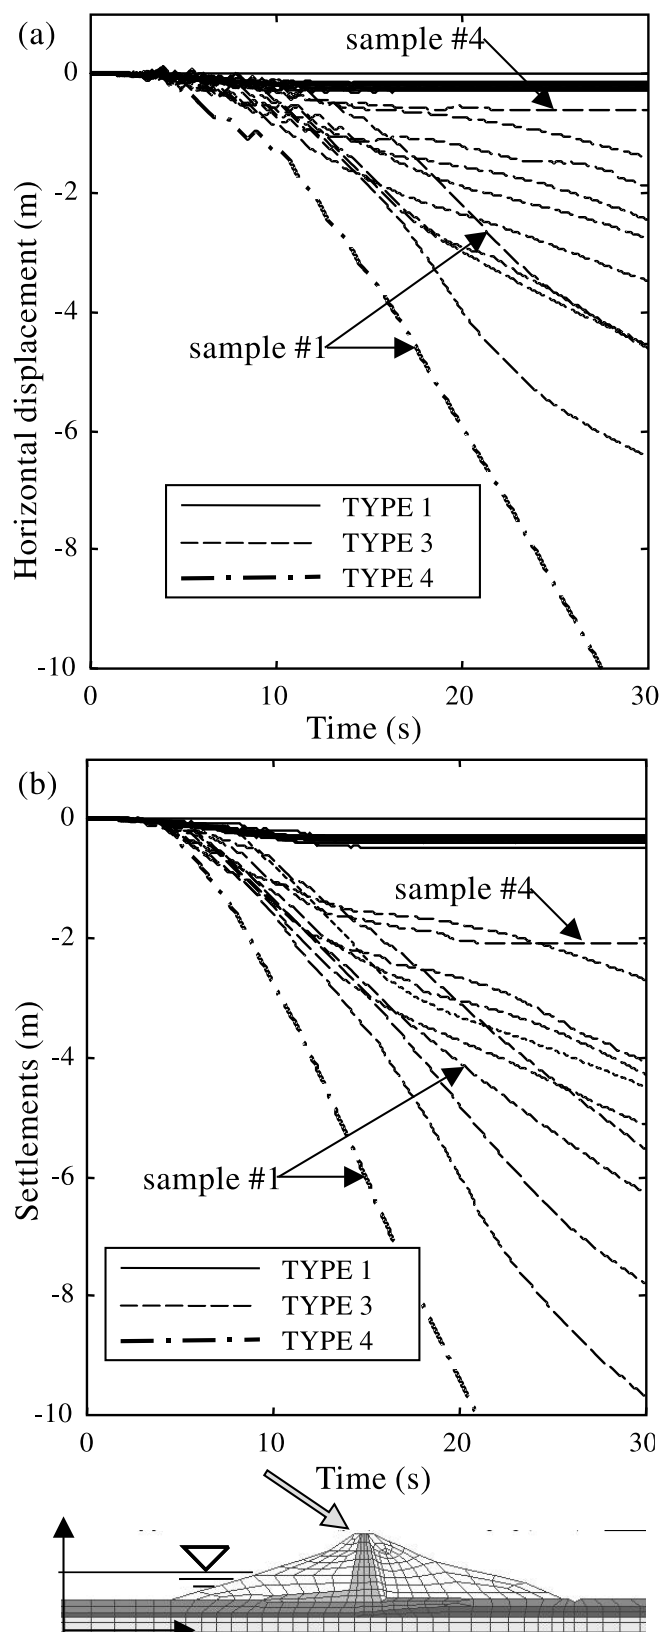 (a)
sample #4
0
-2
-4
-6
-8
-10
Horizontal displacement (m)
sample #1
TYPE 1
TYPE 3
TYPE 4
0 10 20 30
Time (s)
(b)
0
-2
-4
-6
-8
-10
Settlements (m)
sample #4
sample #1
TYPE 1
TYPE 3
TYPE 4
0 10 20 30
Time (s)